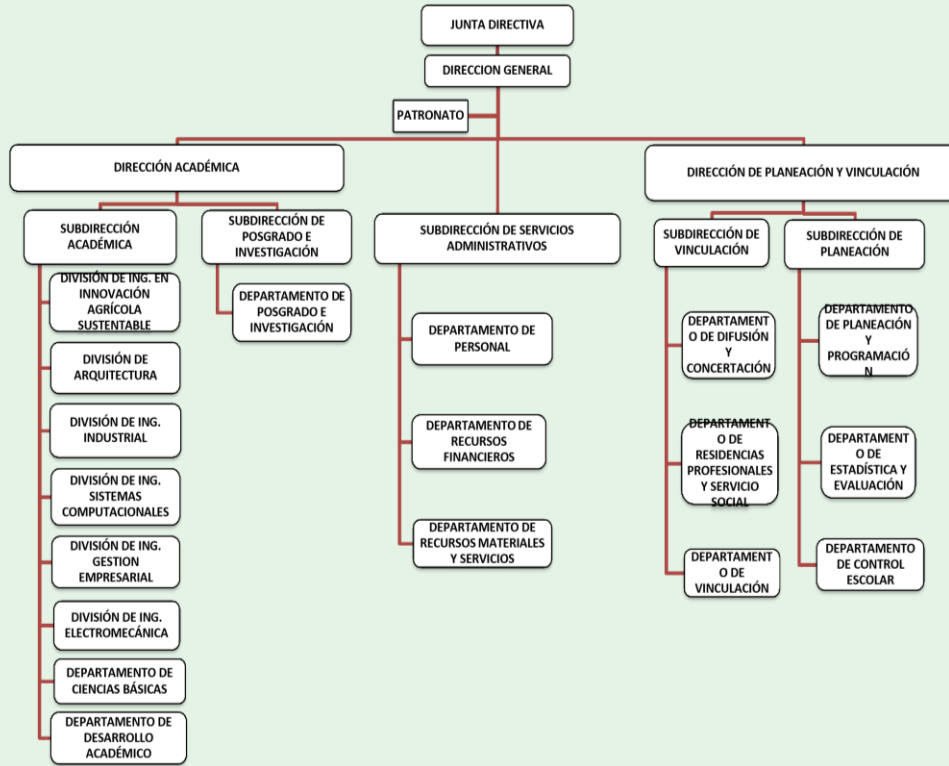 JUNTA DIRECTIVA
DIRECCION GENERAL
PATRONATO
DIRECCIÓN ACADÉMICA
DIRECCIÓN DE PLANEACIÓN Y VINCULACIÓN
SUBDIRECCIÓN
ACADÉMICA
SUBDIRECCIÓN DE
POSGRADO E
INVESTIGACIÓN
SUBDIRECCIÓN DE SERVICIOS
ADMINISTRATIVOS
SUBDIRECCIÓN DE
VINCULACIÓN
SUBDIRECCIÓN DE
PLANEACIÓN
DIVISIÓN DE ING. EN
INNOVACIÓN
AGRÍCOLA
SUSTENTABLE
DIVISIÓN DE
ARQUITECTURA
DIVISIÓN DE ING.
INDUSTRIAL
DIVISIÓN DE ING.
SISTEMAS
COMPUTACIONALES
DIVISIÓN DE ING.
GESTION
EMPRESARIAL
DIVISIÓN DE ING.
ELECTROMECÁNICA
DEPARTAMENTO DE
CIENCIAS BÁSICAS
DEPARTAMENTO DE
DESARROLLO
ACADÉMICO
DEPARTAMENTO DE
POSGRADO E
INVESTIGACIÓN
DEPARTAMENTO DE
PERSONAL
DEPARTAMENTO DE
RECURSOS
FINANCIEROS
DEPARTAMENTO DE
RECURSOS MATERIALES
Y SERVICIOS
DEPARTAMENT
O DE DIFUSIÓN
Y
CONCERTACIÓN
DEPARTAMENT
O DE
RESIDENCIAS
PROFESIONALES
Y SERVICIO
SOCIAL
DEPARTAMENT
O DE
VINCULACIÓN
DEPARTAMENTO
DE PLANEACIÓN
Y
PROGRAMACIÓ
N
DEPARTAMENT
O DE
ESTADÍSTICA Y
EVALUACIÓN
DEPARTAMENTO
DE CONTROL
ESCOLAR